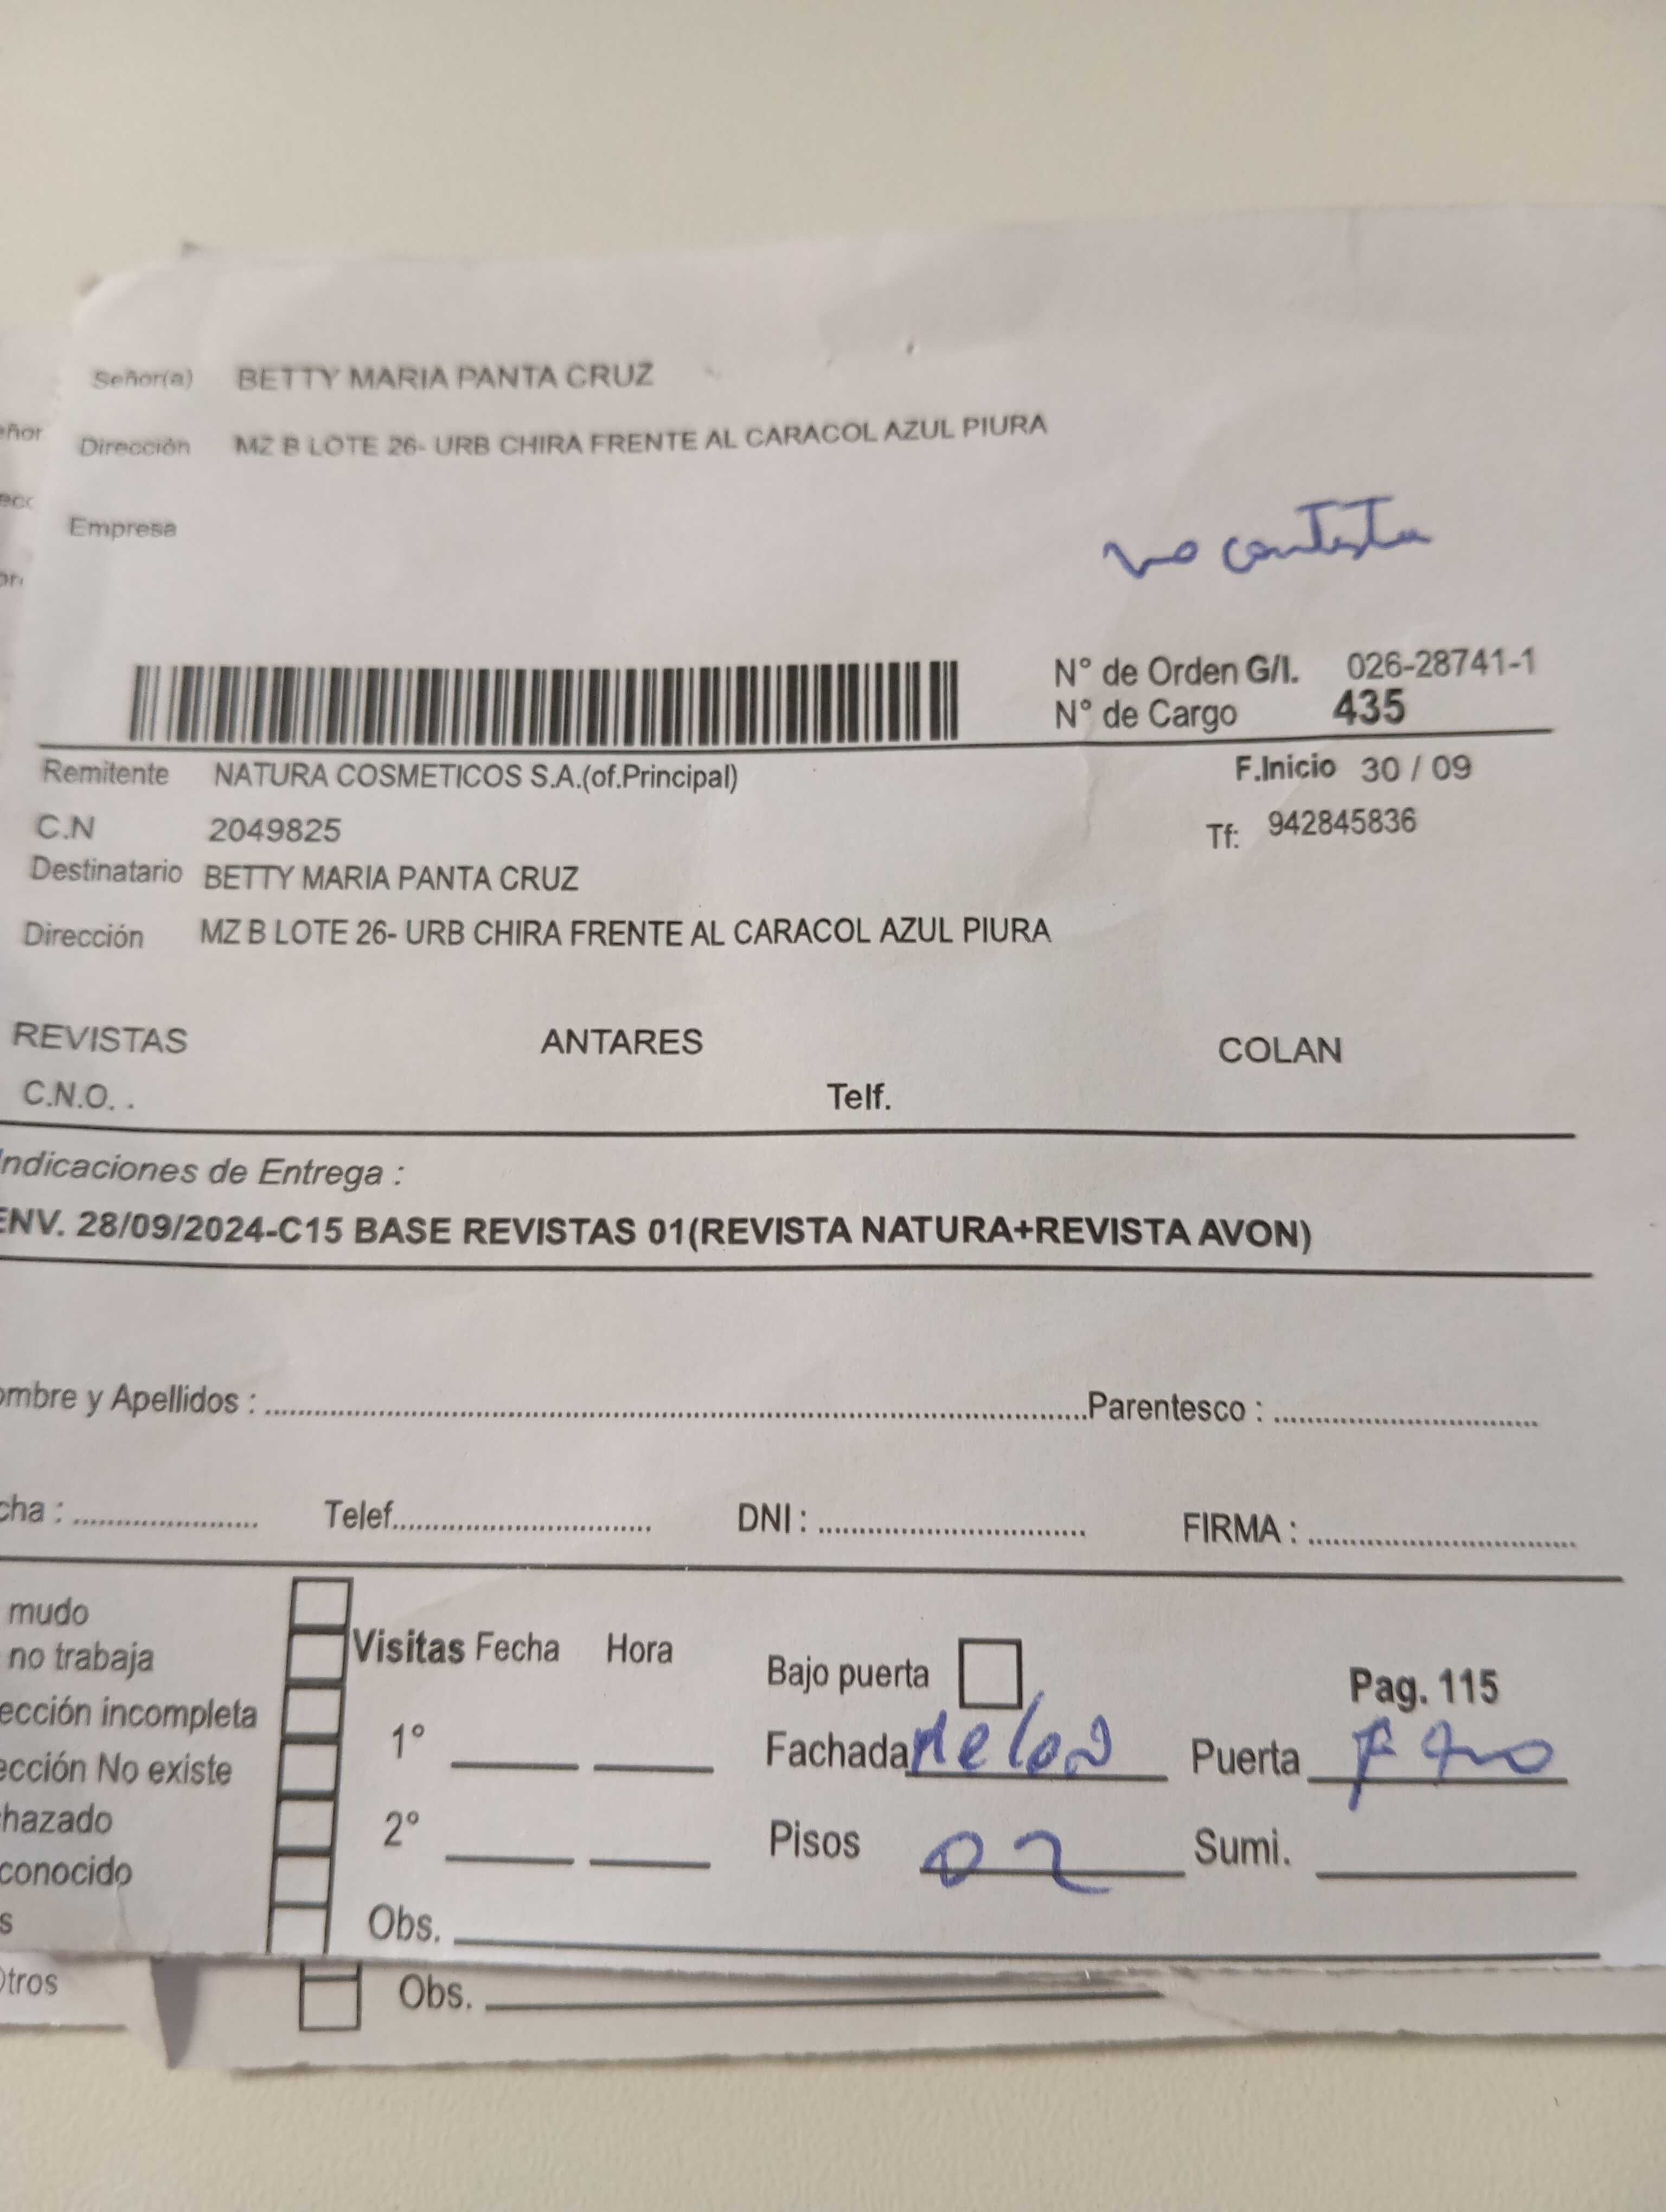 Señor(a) BETTY MARIA PANTA CRUZ
eñor
Dirección MZ B LOTE 26- URB CHIRA FRENTE AL CARACOL AZUL PIURA
Empresa
no contesta
N° de Orden G/I. 026-28741-1
N° de Cargo 435
Remitente NATURA COSMETICOS S.A.(of.Principal) F.Inicio 30 / 09
C.N 2049825 Tf: 942845836
Destinatario BETTY MARIA PANTA CRUZ
Dirección MZ B LOTE 26- URB CHIRA FRENTE AL CARACOL AZUL PIURA
REVISTAS ANTARES COLAN
C.N.O. . Telf.
Indicaciones de Entrega :
ENV. 28/09/2024-C15 BASE REVISTAS 01(REVISTA NATURA+REVISTA AVON)
ombre y Apellidos : Parentesco :
cha : Telef. DNI : FIRMA :
mudo
no trabaja Visitas Fecha Hora Bajo puerta Pag. 115
ección incompleta 1° Fachada Puerta
ección No existe
hazado 2° Pisos 02 Sumi.
conocido
s Obs.
Otros Obs.